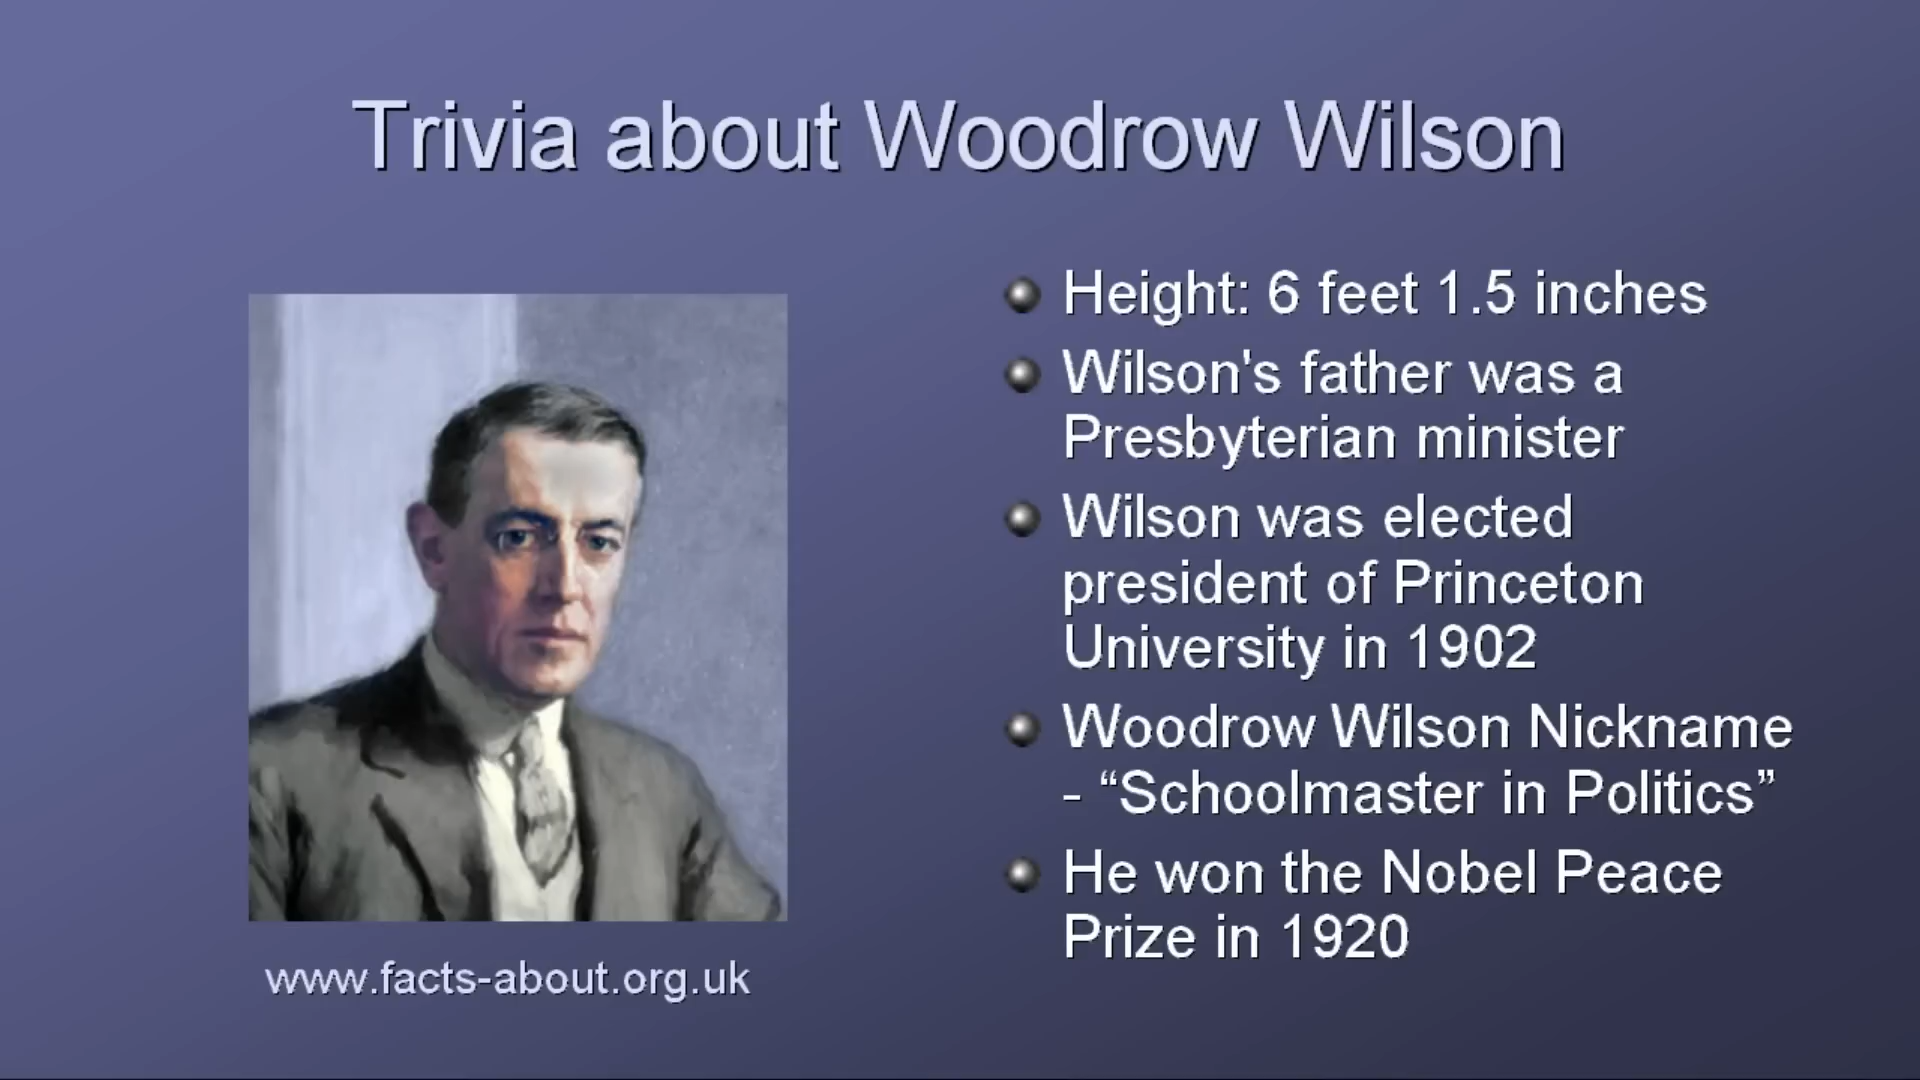 Trivia about Woodrow Wilson
Height: 6 feet 1.5 inches
Wilson's father was a
Presbyterian minister
Wilson was elected
president of Princeton
University in 1902
Woodrow Wilson Nickname
- “Schoolmaster in Politics”
He won the Nobel Peace
Prize in 1920
www.facts-about.org.uk